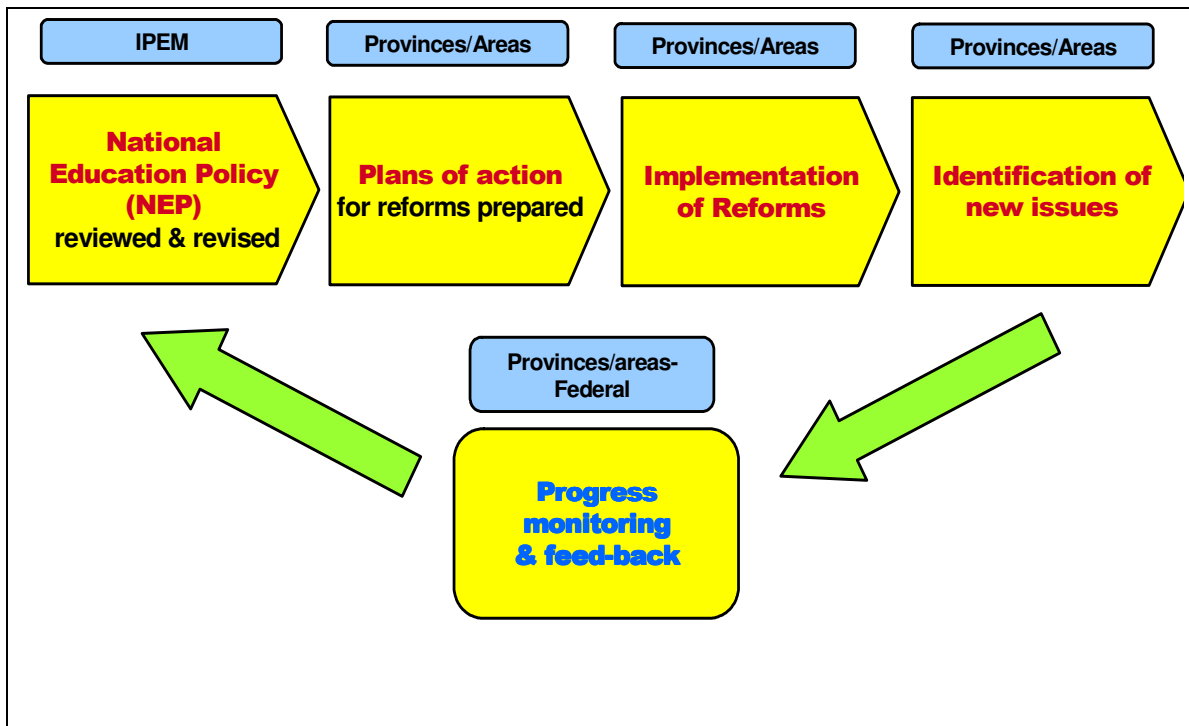 IPEM
Provinces/Areas
Provinces/Areas
Provinces/Areas
National
Education Policy
(NEP)
reviewed & revised
Plans of action
for reforms prepared
Implementation
of Reforms
Identification of
new issues
Provinces/areas-
Federal
Progress
monitoring
& feed-back